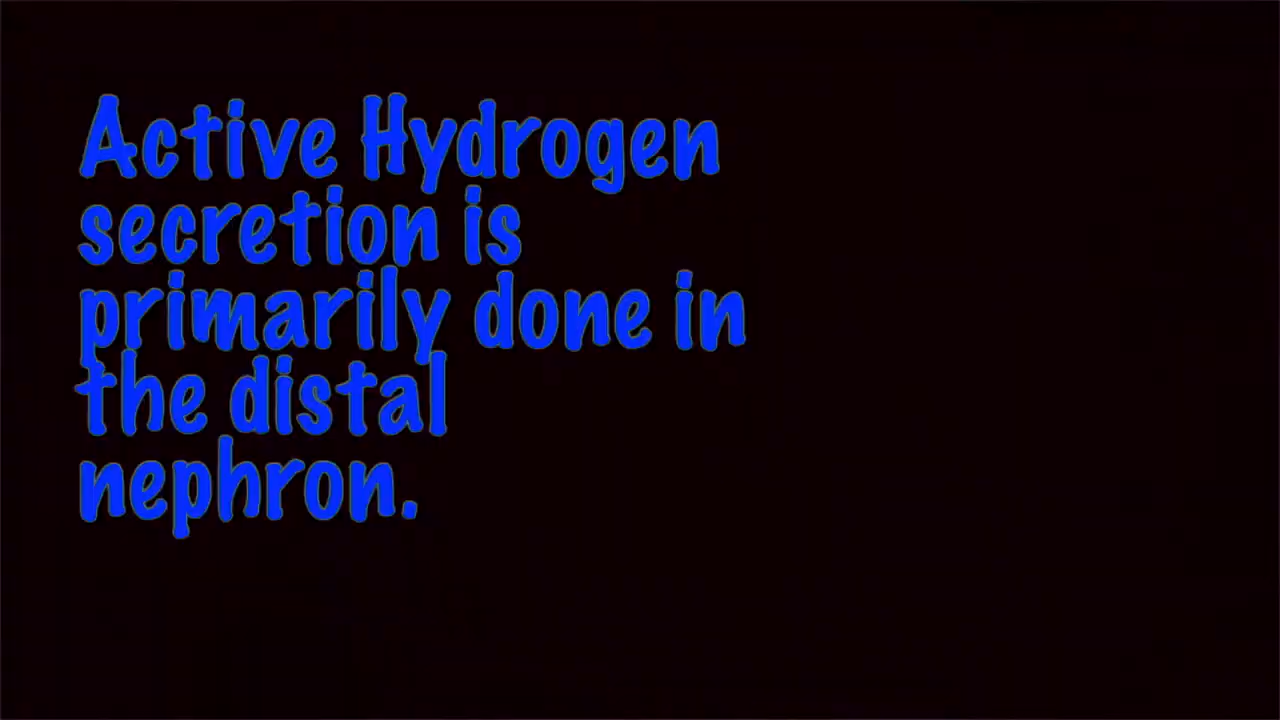 Active Hydrogen
secretion is
primarily done in
the distal
nephron.